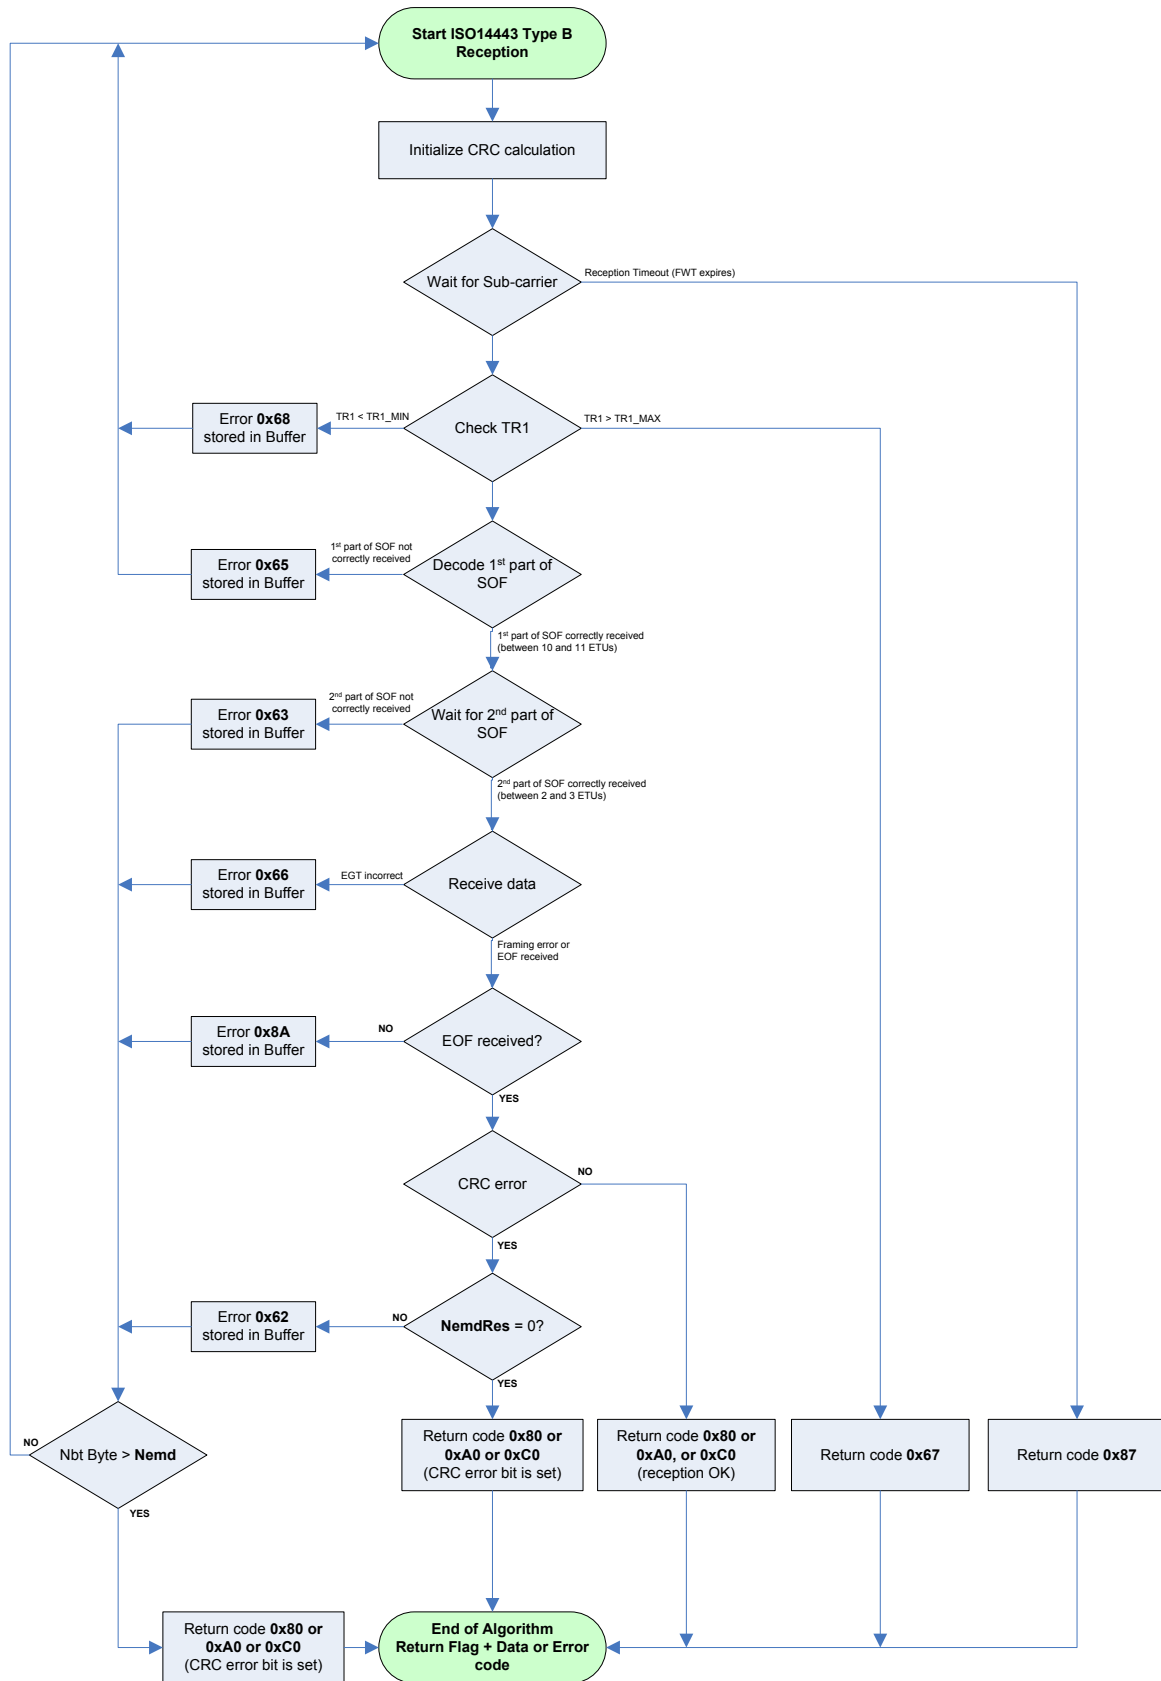 Start ISO14443 Type B
Reception
Initialize CRC calculation
Wait for Sub-carrier
Reception Timeout (FWT expires)
Error 0x68
stored in Buffer
TR1 < TR1_MIN
Check TR1
TR1 > TR1_MAX
Error 0x65
stored in Buffer
1st part of SOF not
correctly received
Decode 1st part of
SOF
1st part of SOF correctly received
(between 10 and 11 ETUs)
Error 0x63
stored in Buffer
2nd part of SOF not
correctly received
Wait for 2nd part of
SOF
2nd part of SOF correctly received
(between 2 and 3 ETUs)
Error 0x66
stored in Buffer
EGT incorrect
Receive data
Framing error or
EOF received
Error 0x8A
stored in Buffer
NO
EOF received?
YES
CRC error
NO
YES
Error 0x62
stored in Buffer
NO
NemdRes = 0?
YES
NO
Nbt Byte > Nemd
YES
Return code 0x80 or
0xA0 or 0xC0
(CRC error bit is set)
Return code 0x80 or
0xA0, or 0xC0
(reception OK)
Return code 0x67
Return code 0x87
Return code 0x80 or
0xA0 or 0xC0
(CRC error bit is set)
End of Algorithm
Return Flag + Data or Error
code